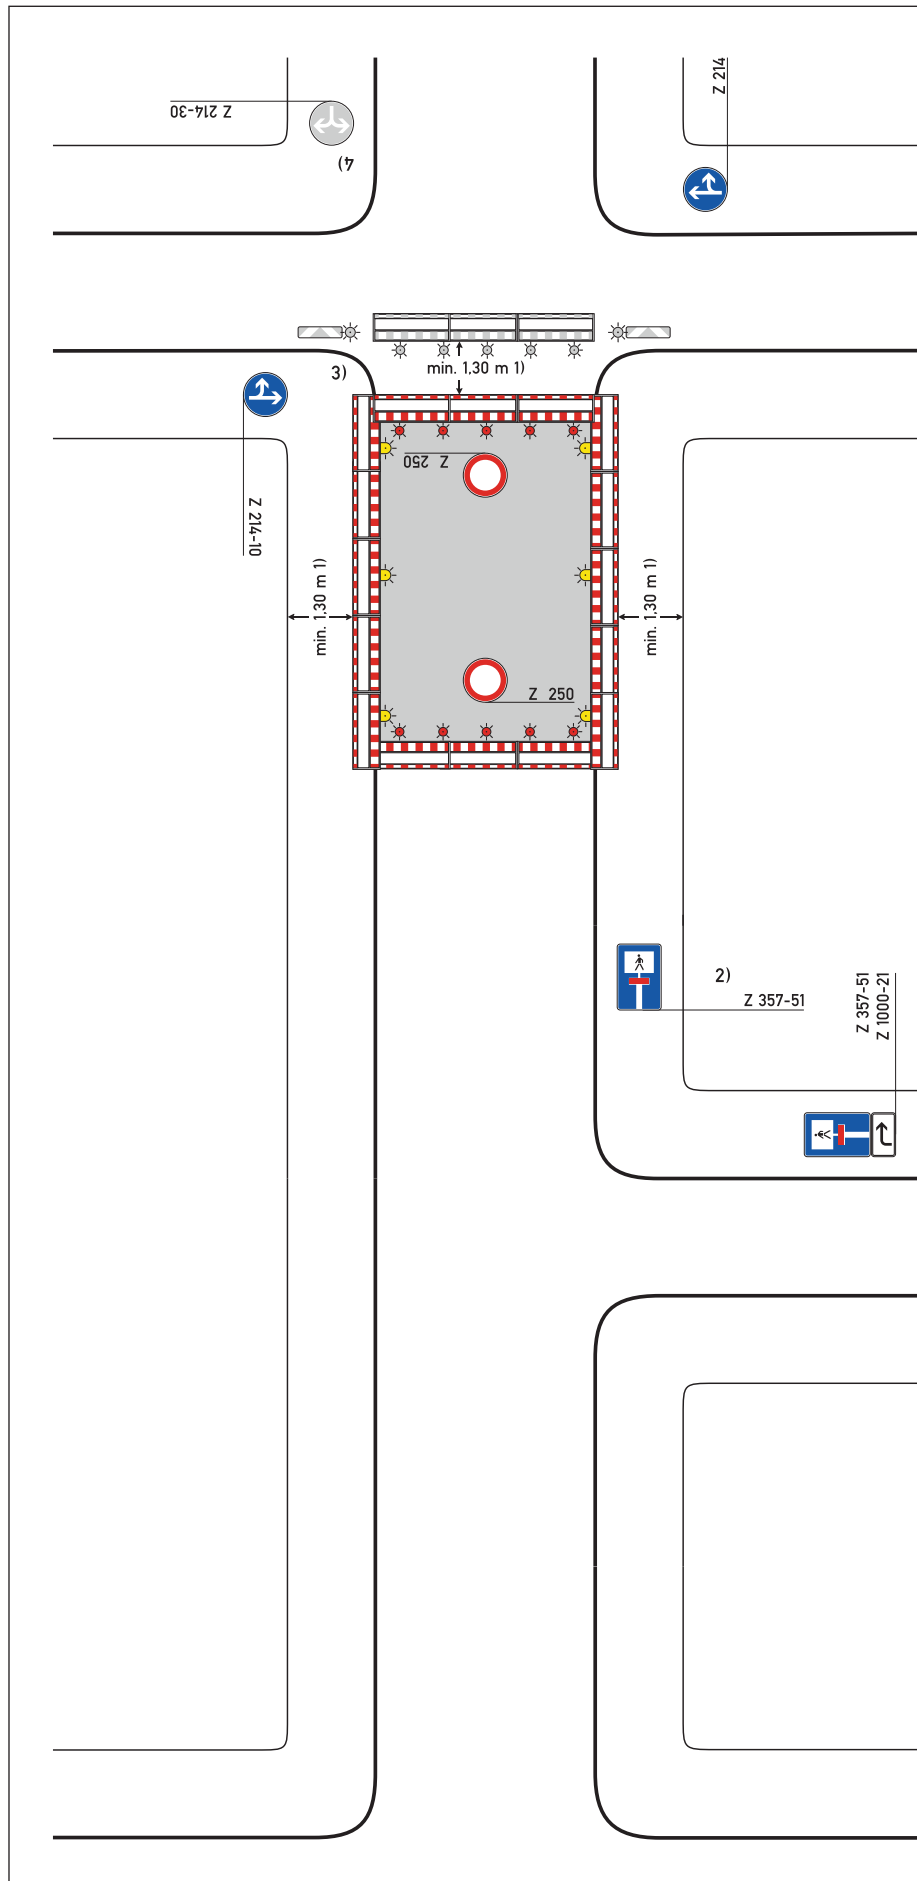 Z 214-30
4)
Z 214
min. 1,30 m 1)
3)
Z 214-10
Z 250
min. 1,30 m 1)
min. 1,30 m 1)
Z 250
2)
Z 357-51
Z 357-51
Z 1000-21